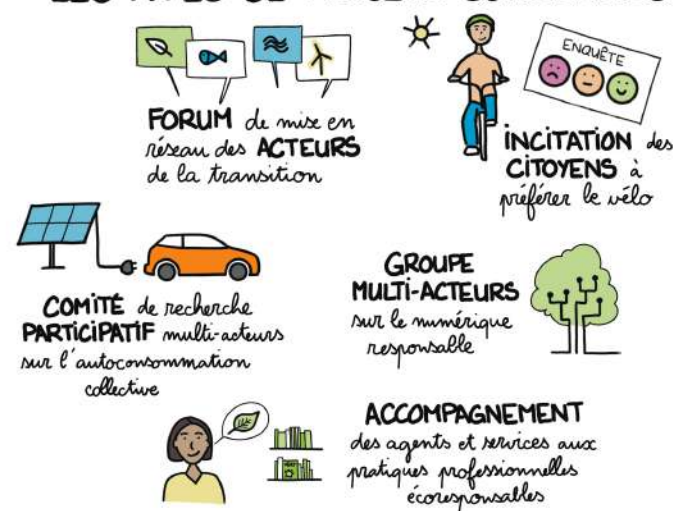 FORUM de mise en
réseau des ACTEURS
de la transition
ENQUÊTE
INCITATION des
CITOYENS à
préférer le vélo
COMITÉ de recherche
PARTICIPATIF multi-acteurs
sur l'autoconsommation
collective
GROUPE
MULTI-ACTEURS
sur le numérique
responsable
ACCOMPAGNEMENT
des agents et services aux
pratiques professionnelles
écoresponsables